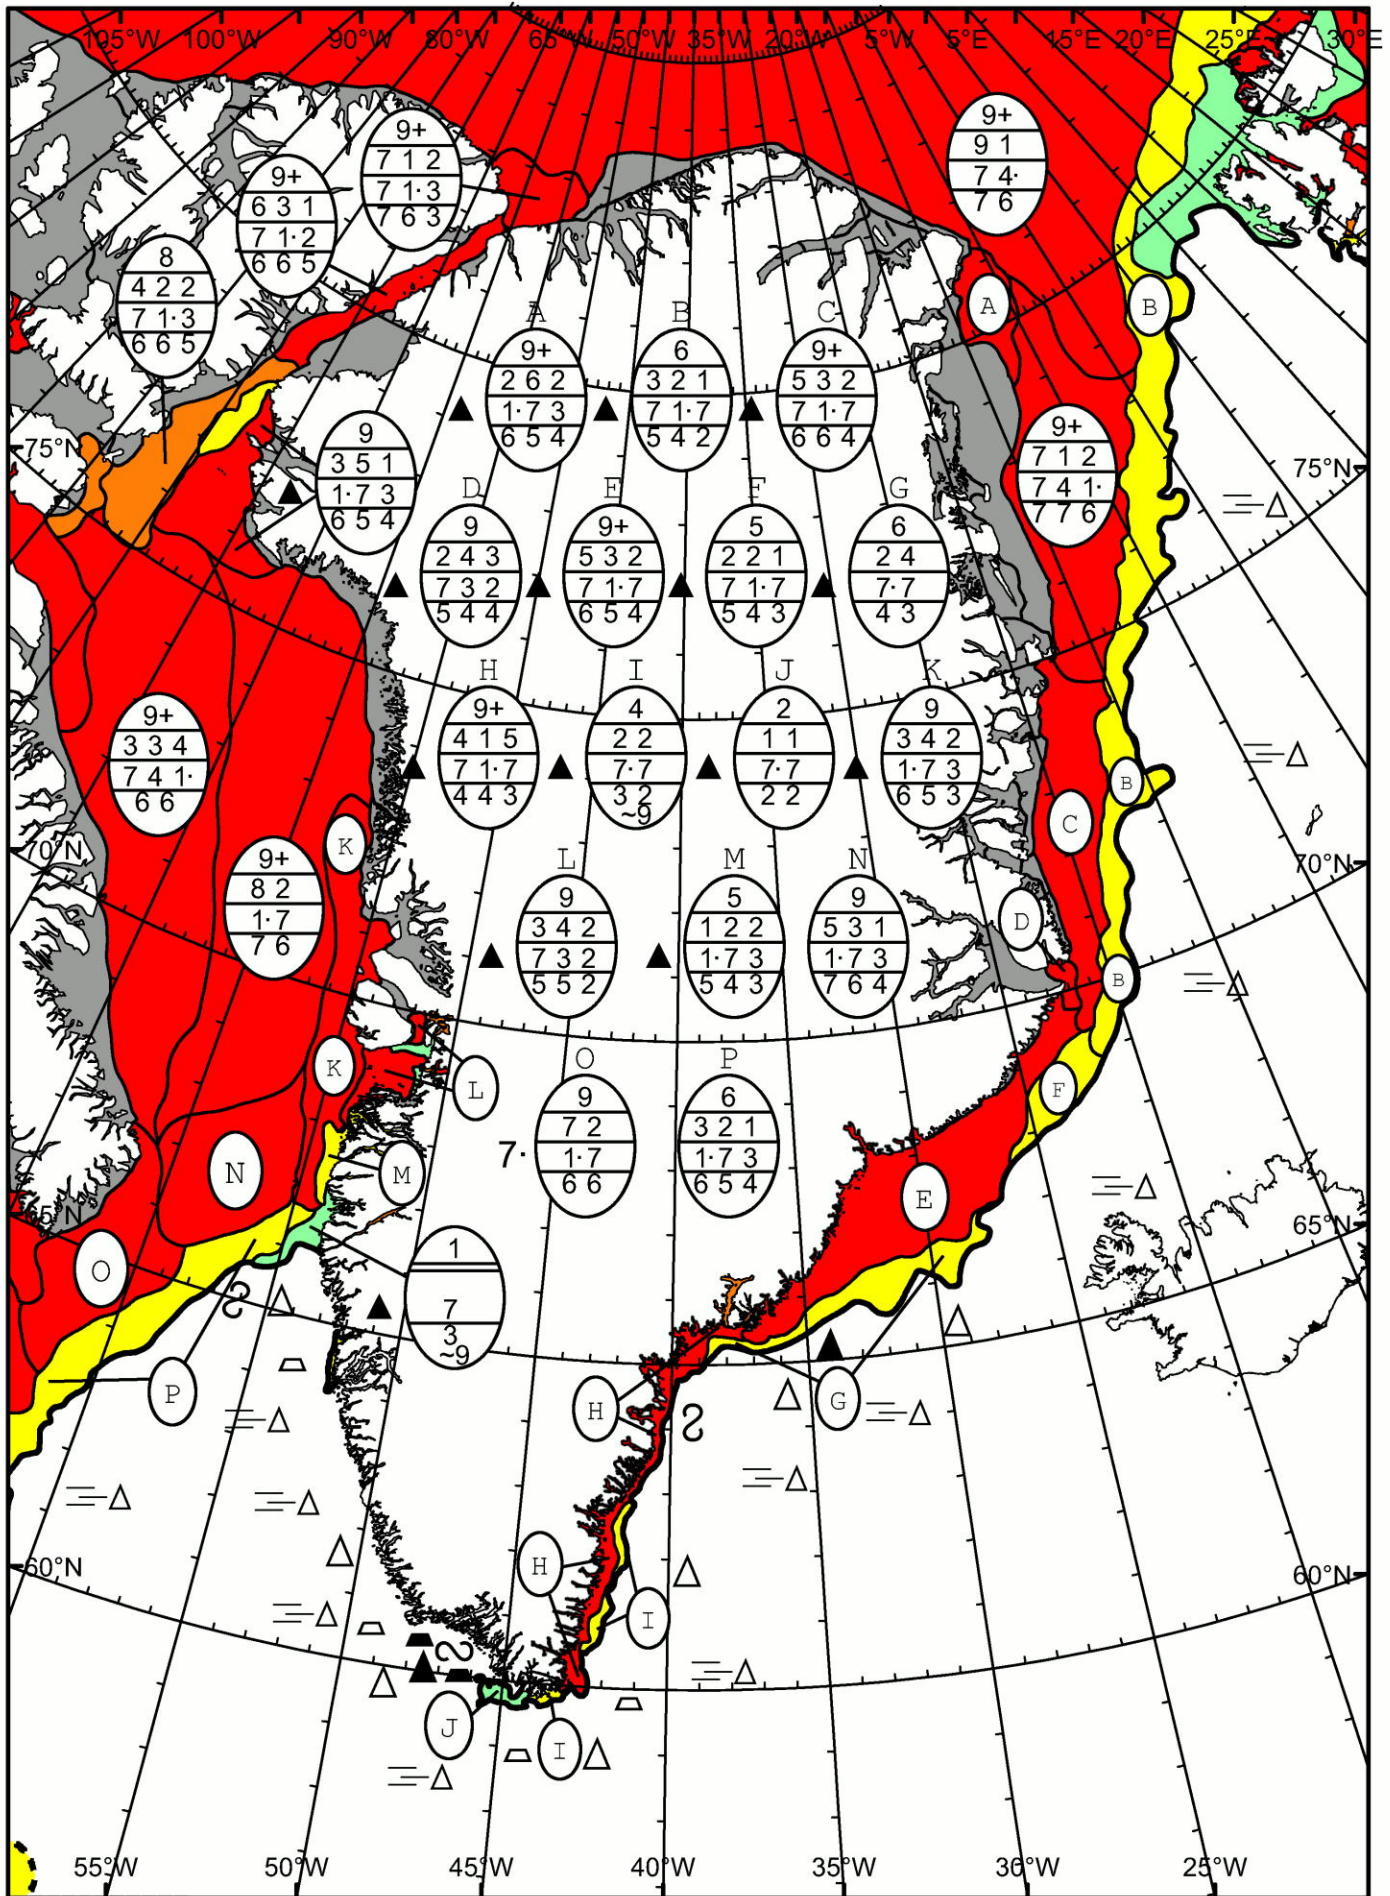 105°W 100°W 90°W 80°W 65°W 50°W 35°W 20°W 5°W 5°E 15°E 20°E 25°E 30°E
9+
7 1 2
7 1· 3
7 6 3
9+
9 1
7 4·
7 6
9+
6 3 1
7 1· 2
6 6 5
8
4 2 2
7 1· 3
6 6 5
A
B
A B C
9+
2 6 2
1· 7 3
6 5 4
6
3 2 1
7 1· 7
5 4 2
9+
5 3 2
7 1· 7
6 6 4
75°N
9
3 5 1
1· 7 3
6 5 4
9+
7 1 2
7 4 1·
7 7 6
75°N
D E F G
9
2 4 3
7 3 2
5 4 4
9+
5 3 2
7 1· 7
6 5 4
5
2 2 1
7 1· 7
5 4 3
6
2 4
7· 7
4 3
H I J K
9+
4 1 5
7 1· 7
4 4 3
4
2 2
7· 7
3 2
~9
2
1 1
7· 7
2 2
9
3 4 2
1· 7 3
6 5 3
9+
3 3 4
7 4 1·
6 6
B
C
K
70°N
70°N
9+
8 2
1· 7
7 6
L M N
9
3 4 2
7 3 2
5 5 2
5
1 2 2
1· 7 3
5 4 3
9
5 3 1
1· 7 3
7 6 4
D
B
K
L
F
O P
7·
9
7 2
1· 7
6 6
6
3 2 1
1· 7 3
6 5 4
N
M
E
65°N
65°N
O
1
7
3
~9
P
G
H
H
I
60°N
60°N
J
I
55°W 50°W 45°W 40°W 35°W 30°W 25°W